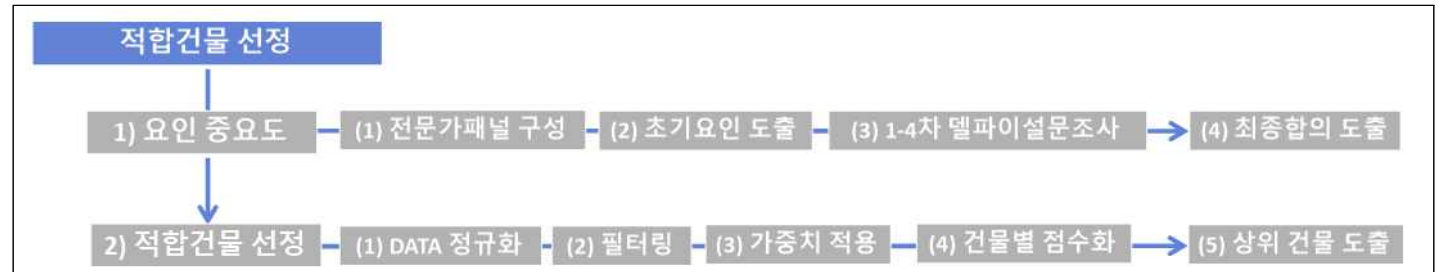 적합건물 선정
1) 요인 중요도
(1) 전문가패널 구성
(2) 초기요인 도출
(3) 1-4차 델파이설문조사
(4) 최종합의 도출
2) 적합건물 선정
(1) DATA 정규화
(2) 필터링
(3) 가중치 적용
(4) 건물별 점수화
(5) 상위 건물 도출